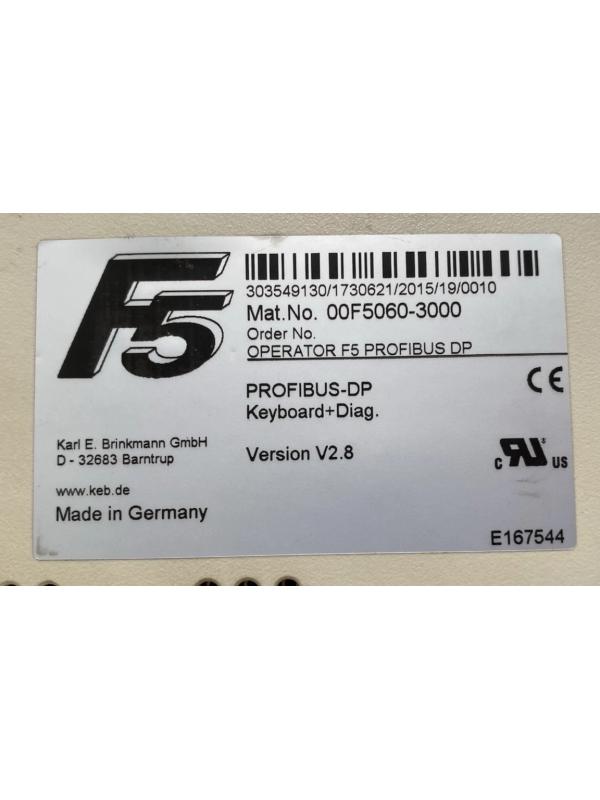 F5
303549130/1730621/2015/19/0010
Mat.No. 00F5060-3000
Order No.
OPERATOR F5 PROFIBUS DP
PROFIBUS-DP
Keyboard+Diag.
CE
Karl E. Brinkmann GmbH
D - 32683 Barntrup
Version V2.8
c RU US
www.keb.de
Made in Germany
E167544